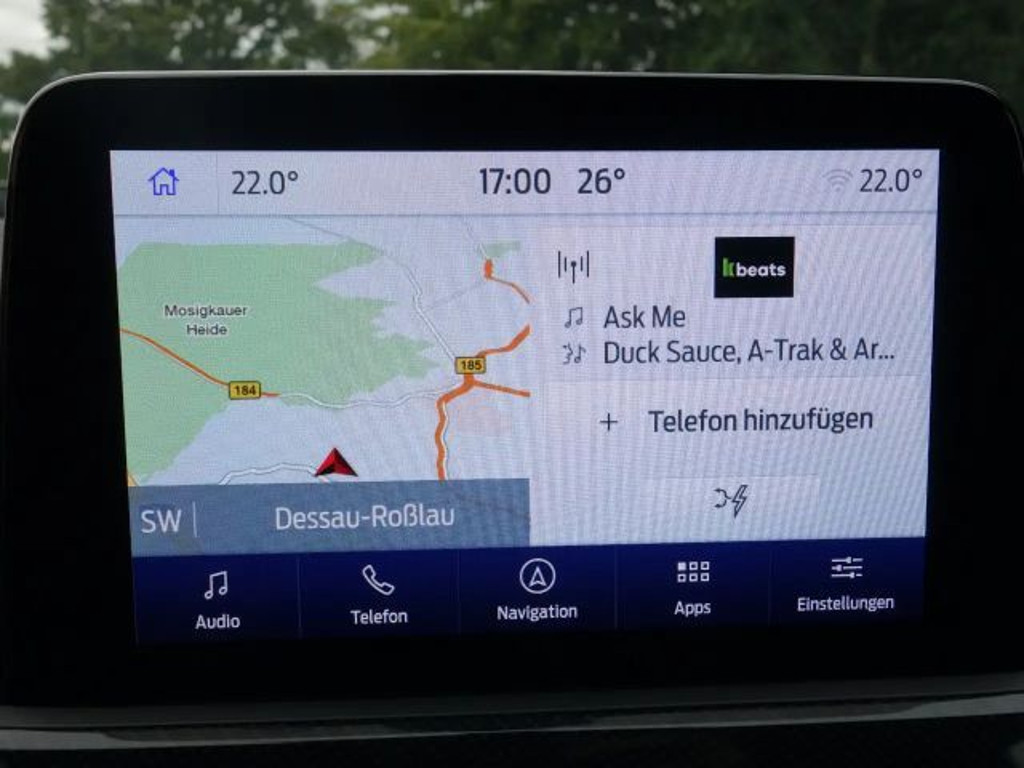 22.0° 17:00 26° 22.0°
Mosigkauer
Heide
184
185
SW Dessau-Roßlau
kbeats
Ask Me
Duck Sauce, A-Trak & Ar...
+ Telefon hinzufügen
Audio Telefon Navigation Apps Einstellungen